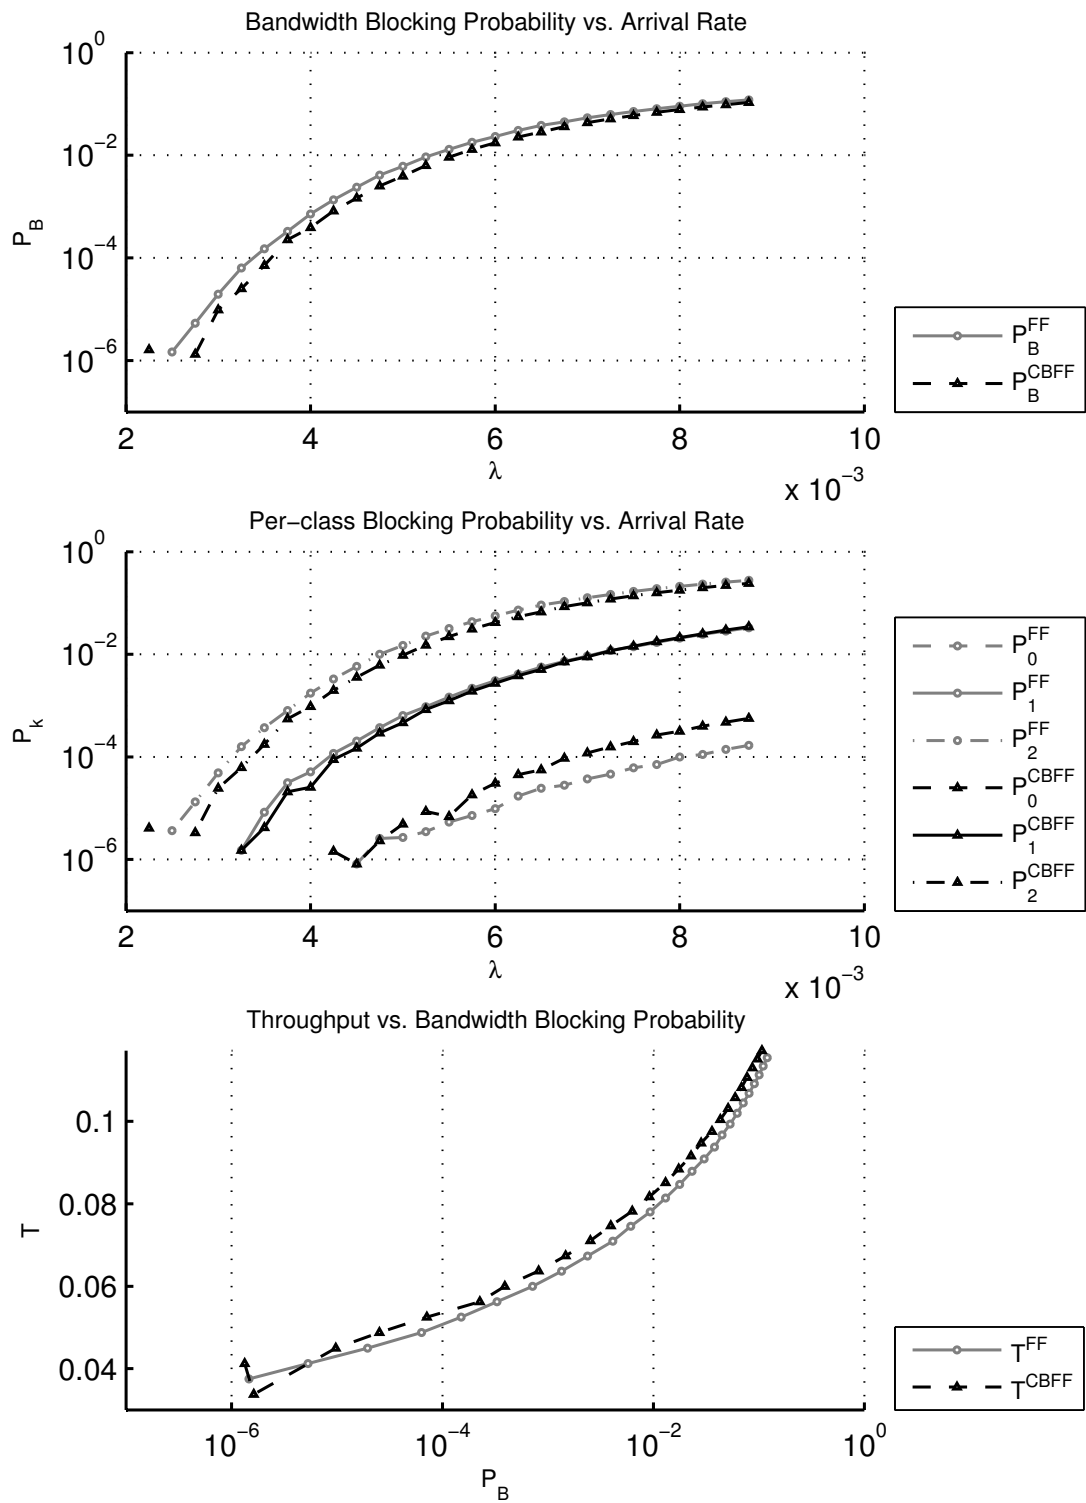 Bandwidth Blocking Probability vs. Arrival Rate
10^0
10^−2
10^−4
10^−6
P_B
2 4 6 8 10
λ
x 10^−3
P_B^FF
P_B^CBFF
Per−class Blocking Probability vs. Arrival Rate
10^0
10^−2
10^−4
10^−6
P_k
2 4 6 8 10
λ
x 10^−3
P_0^FF
P_1^FF
P_2^FF
P_0^CBFF
P_1^CBFF
P_2^CBFF
Throughput vs. Bandwidth Blocking Probability
0.1
0.08
0.06
0.04
T
10^−6 10^−4 10^−2 10^0
P_B
T^FF
T^CBFF